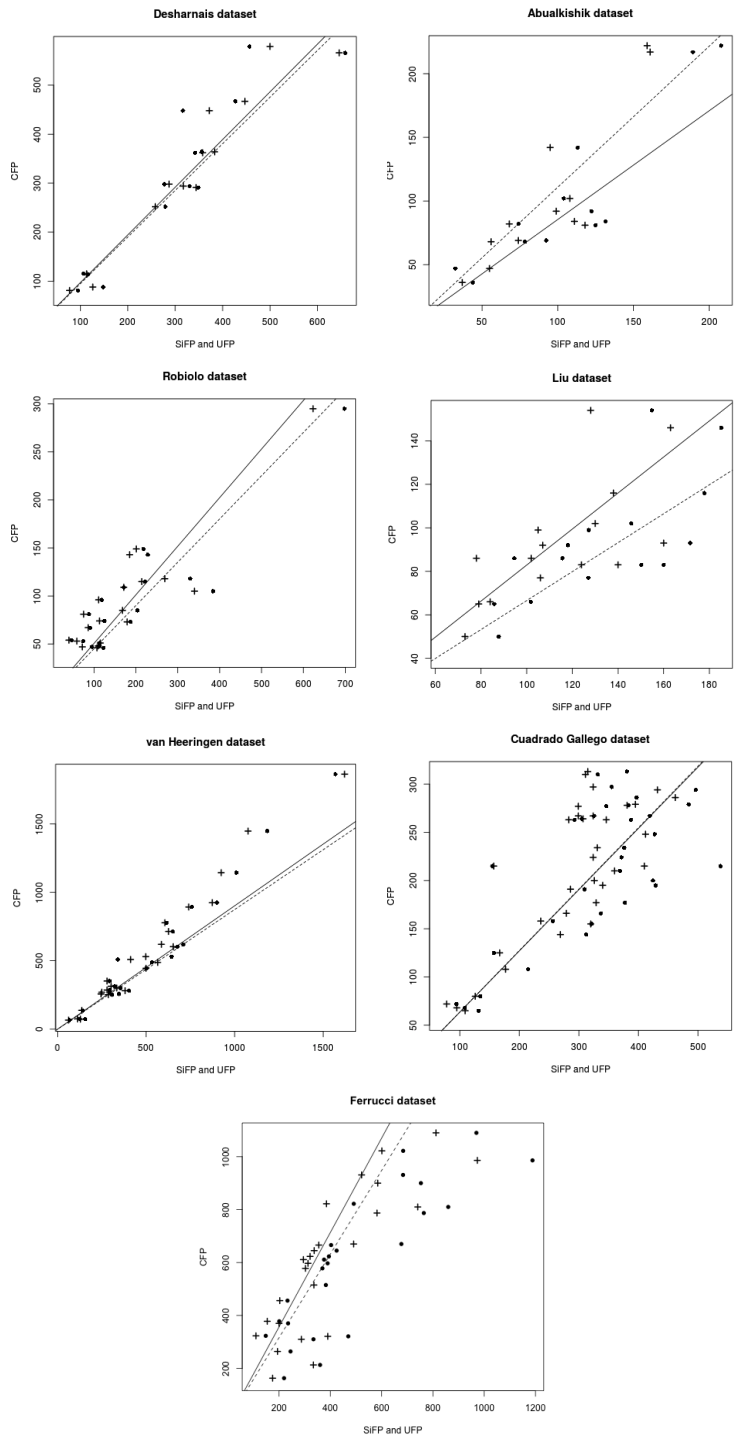 Desharnais dataset
CFP
500
400
300
200
100
100 200 300 400 500 600
SiFP and UFP
Abualkishik dataset
CFP
200
150
100
50
50 100 150 200
SiFP and UFP
Robiolo dataset
CFP
300
250
200
150
100
50
100 200 300 400 500 600 700
SiFP and UFP
Liu dataset
CFP
140
120
100
80
60
40
60 80 100 120 140 160 180
SiFP and UFP
van Heeringen dataset
CFP
1500
1000
500
0
0 500 1000 1500
SiFP and UFP
Cuadrado Gallego dataset
CFP
300
250
200
150
100
50
100 200 300 400 500
SiFP and UFP
Ferrucci dataset
CFP
1000
800
600
400
200
200 400 600 800 1000 1200
SiFP and UFP